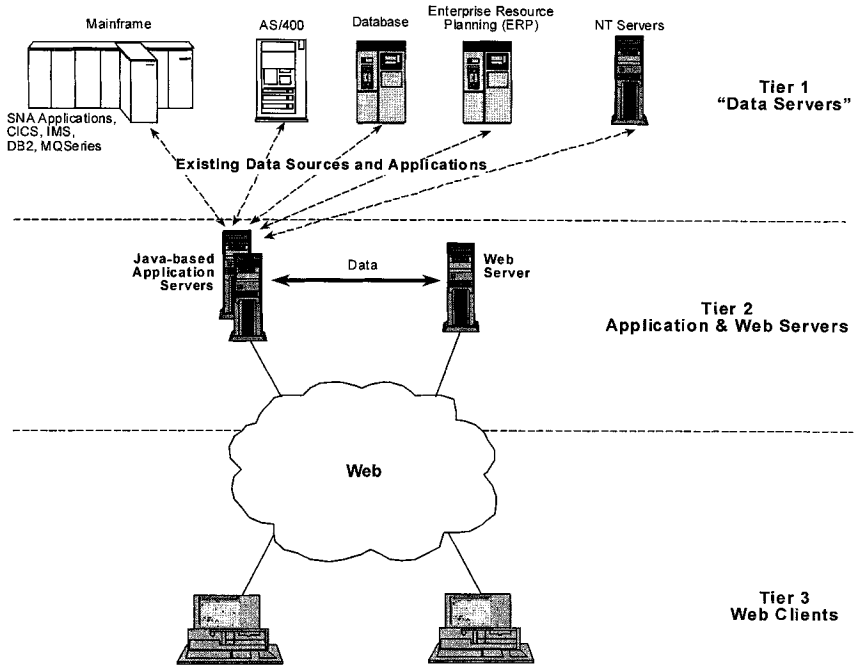 Mainframe
AS/400
Database
Enterprise Resource
Planning (ERP)
NT Servers
Tier 1
"Data Servers"
SNA Applications,
CICS, IMS,
DB2, MQSeries
Existing Data Sources and Applications
Java-based
Application
Servers
Data
Web
Server
Tier 2
Application & Web Servers
Web
Tier 3
Web Clients